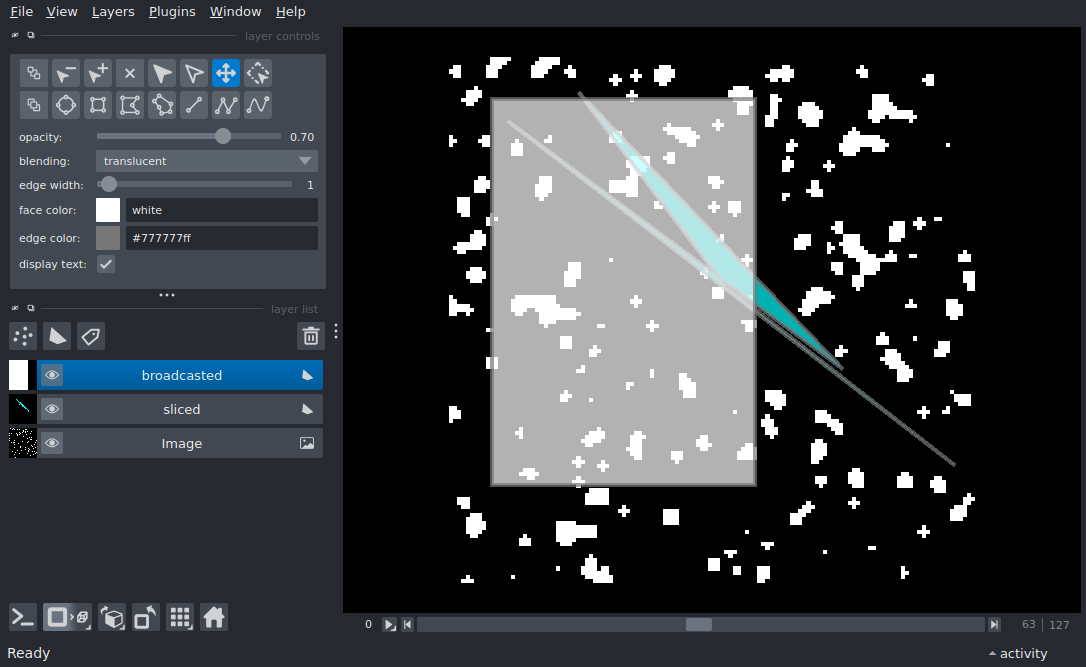 File View Layers Plugins Window Help
layer controls
opacity: 0.70
blending: translucent
edge width: 1
face color: white
edge color: #777777ff
display text:
layer list
broadcasted
sliced
Image
0 63 127
Ready activity